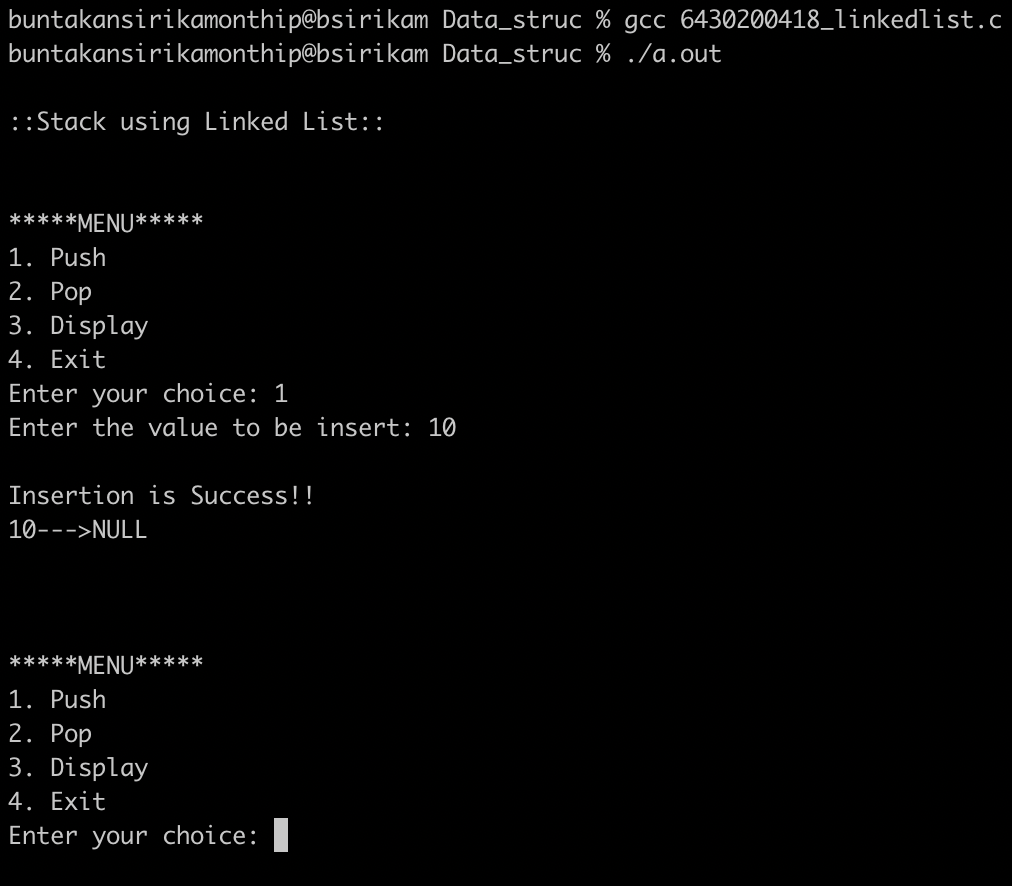 buntakansirikamonthip@bsirikam Data_struc % gcc 6430200418_linkedlist.c
buntakansirikamonthip@bsirikam Data_struc % ./a.out
::Stack using Linked List::
*****MENU*****
1. Push
2. Pop
3. Display
4. Exit
Enter your choice: 1
Enter the value to be insert: 10
Insertion is Success!!
10--->NULL
*****MENU*****
1. Push
2. Pop
3. Display
4. Exit
Enter your choice: